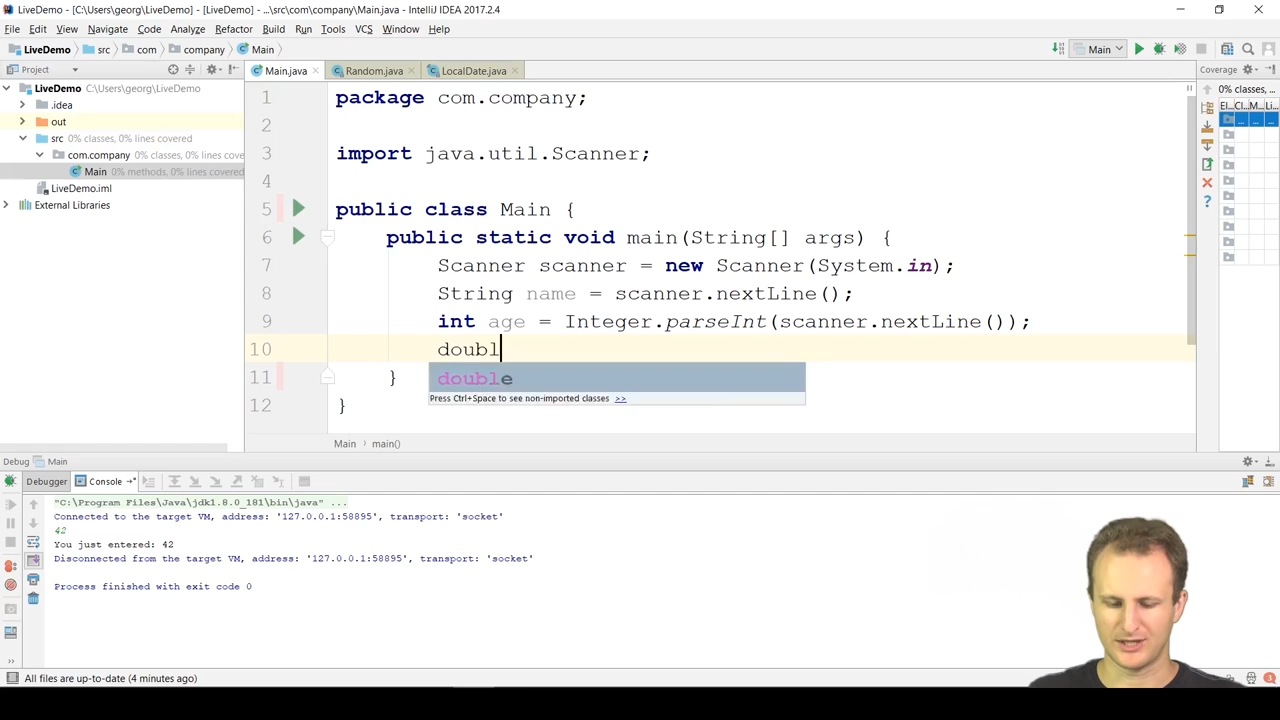 LiveDemo - [C:\Users\georg\LiveDemo] - [LiveDemo] - ...\src\com\company\Main.java - IntelliJ IDEA 2017.2.4
File Edit View Navigate Code Analyze Refactor Build Run Tools VCS Window Help
LiveDemo src com company Main Main
Project Main.java Random.java LocalDate.java Coverage
LiveDemo C:\Users\georg\LiveDemo
.idea
out
src 0% classes, 0% lines covered
com.company 0% classes, 0% lines cove
Main 0% methods, 0% lines covered
LiveDemo.iml
External Libraries
1 package com.company;
2
3 import java.util.Scanner;
4
5 public class Main {
6 public static void main(String[] args) {
7 Scanner scanner = new Scanner(System.in);
8 String name = scanner.nextLine();
9 int age = Integer.parseInt(scanner.nextLine());
10 doubl
double
Press Ctrl+Space to see non-imported classes >>
11 }
12 }
Main main()
0% classes,
El... Cl... M... Li...
... ... ...
Debug Main
Debugger Console
"C:\Program Files\Java\jdk1.8.0_181\bin\java" ...
Connected to the target VM, address: '127.0.0.1:58895', transport: 'socket'
42
You just entered: 42
Disconnected from the target VM, address: '127.0.0.1:58895', transport: 'socket'
Process finished with exit code 0
All files are up-to-date (4 minutes ago)
3